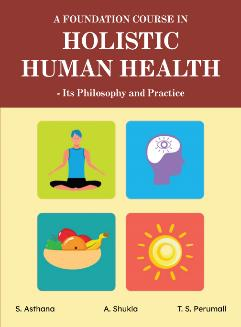 A FOUNDATION COURSE IN
HOLISTIC
HUMAN HEALTH
- Its Philosophy and Practice
S. Asthana A. Shukla T. S. Perumall